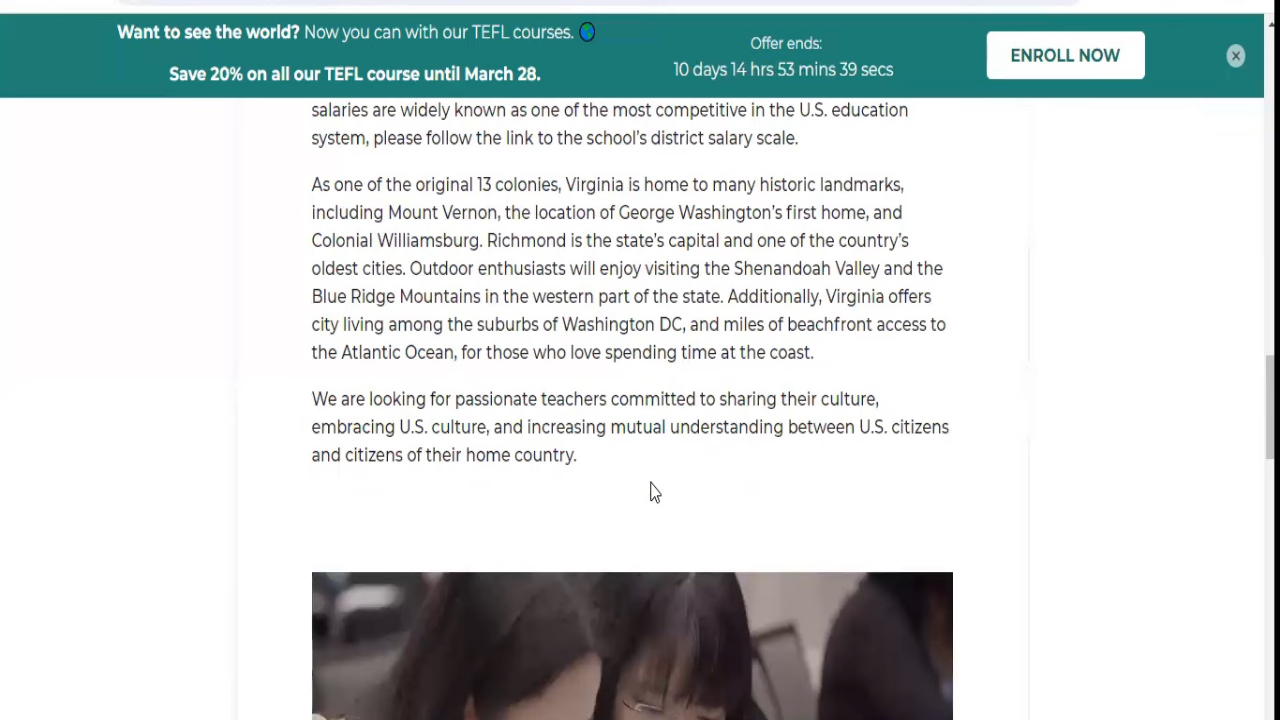 Want to see the world? Now you can with our TEFL courses.
Save 20% on all our TEFL course until March 28.
Offer ends:
10 days 14 hrs 53 mins 39 secs
ENROLL NOW
salaries are widely known as one of the most competitive in the U.S. education
system, please follow the link to the school's district salary scale.
As one of the original 13 colonies, Virginia is home to many historic landmarks,
including Mount Vernon, the location of George Washington's first home, and
Colonial Williamsburg. Richmond is the state's capital and one of the country's
oldest cities. Outdoor enthusiasts will enjoy visiting the Shenandoah Valley and the
Blue Ridge Mountains in the western part of the state. Additionally, Virginia offers
city living among the suburbs of Washington DC, and miles of beachfront access to
the Atlantic Ocean, for those who love spending time at the coast.
We are looking for passionate teachers committed to sharing their culture,
embracing U.S. culture, and increasing mutual understanding between U.S. citizens
and citizens of their home country.